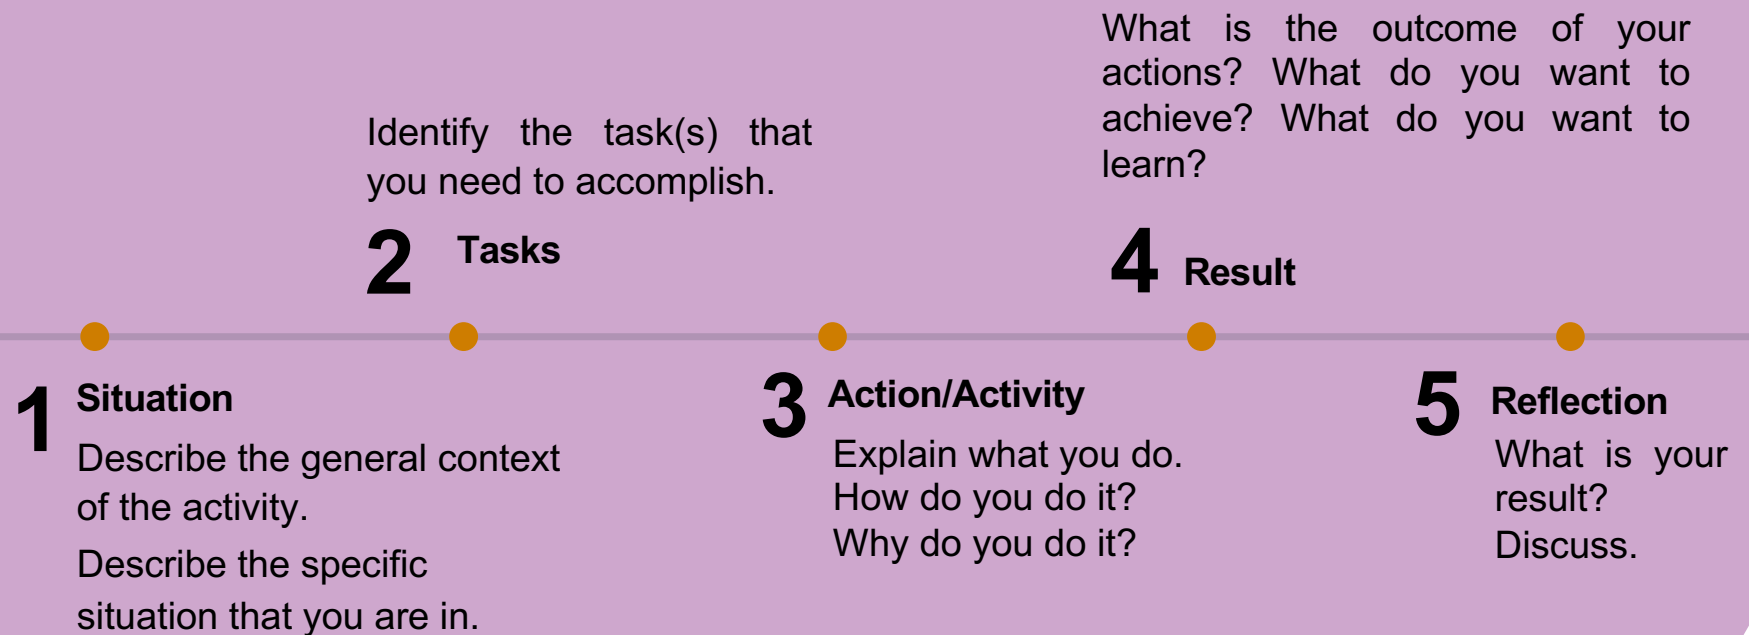 1 Situation
Describe the general context
of the activity.
Describe the specific
situation that you are in.
Identify the task(s) that
you need to accomplish.
2 Tasks
3 Action/Activity
Explain what you do.
How do you do it?
Why do you do it?
What is the outcome of your
actions? What do you want to
achieve? What do you want to
learn?
4 Result
5 Reflection
What is your
result?
Discuss.